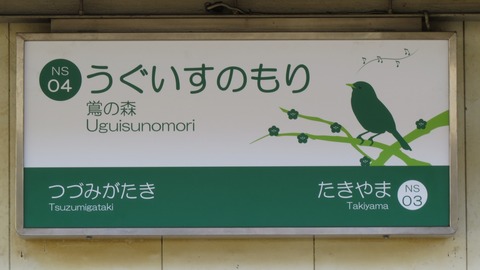 NS
04
うぐいすのもり
鶯の森
Uguisunomori
つづみがたき
Tsuzumigataki
たきやま
Takiyama
NS
03